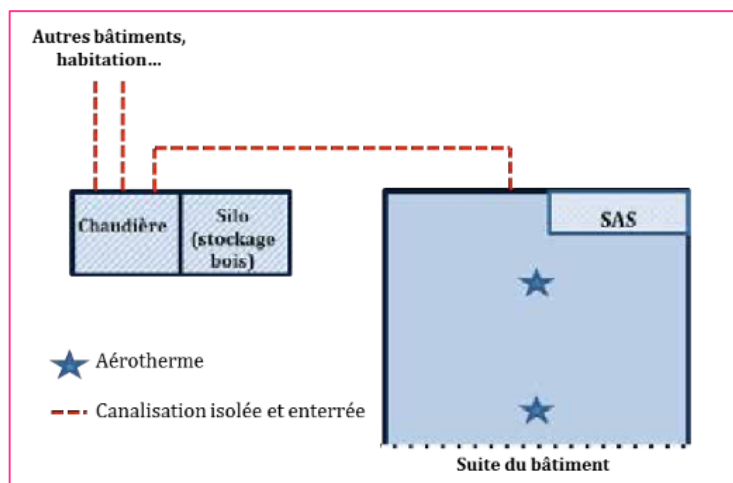 Autres bâtiments,
habitation...
Chaudière
Silo
(stockage
bois)
SAS
Aérotherme
Canalisation isolée et enterrée
Suite du bâtiment